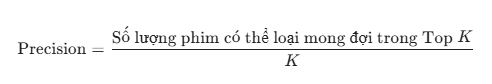 Precision = Số lượng phim có thể loại mong đợi trong Top K / K